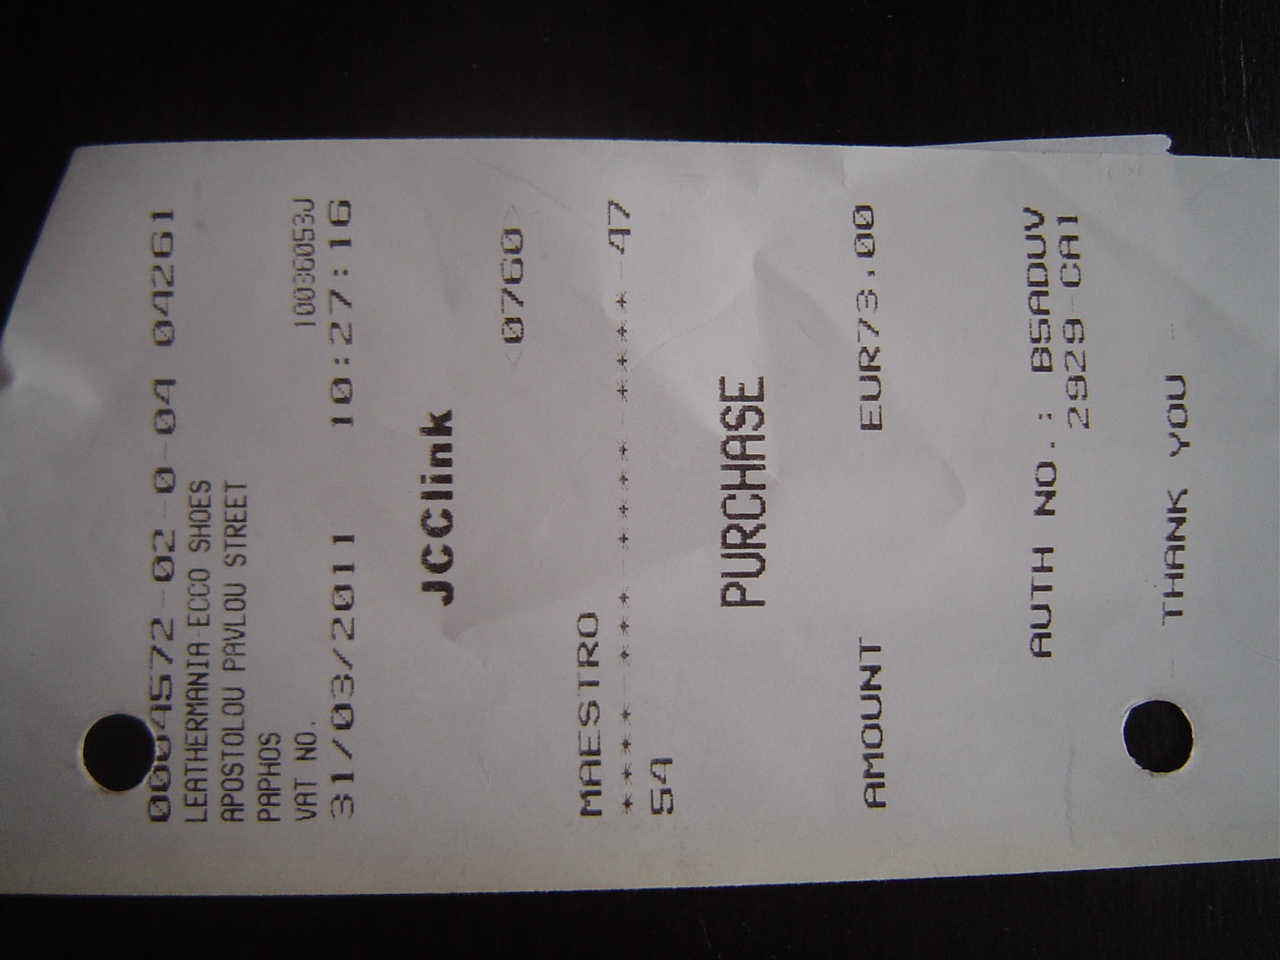 0004572-02-0-04 04261
LEATHERMANIA-ECCO SHOES
APOSTOLOU PAVLOU STREET
PAPHOS
VAT NO. 10036053J
31/03/2011 10:27:16
JCClink
<0760>
MAESTRO
****-****-****-****-47
54
PURCHASE
AMOUNT EUR73.00
AUTH NO.: B5ADUV
2929-CA1
THANK YOU